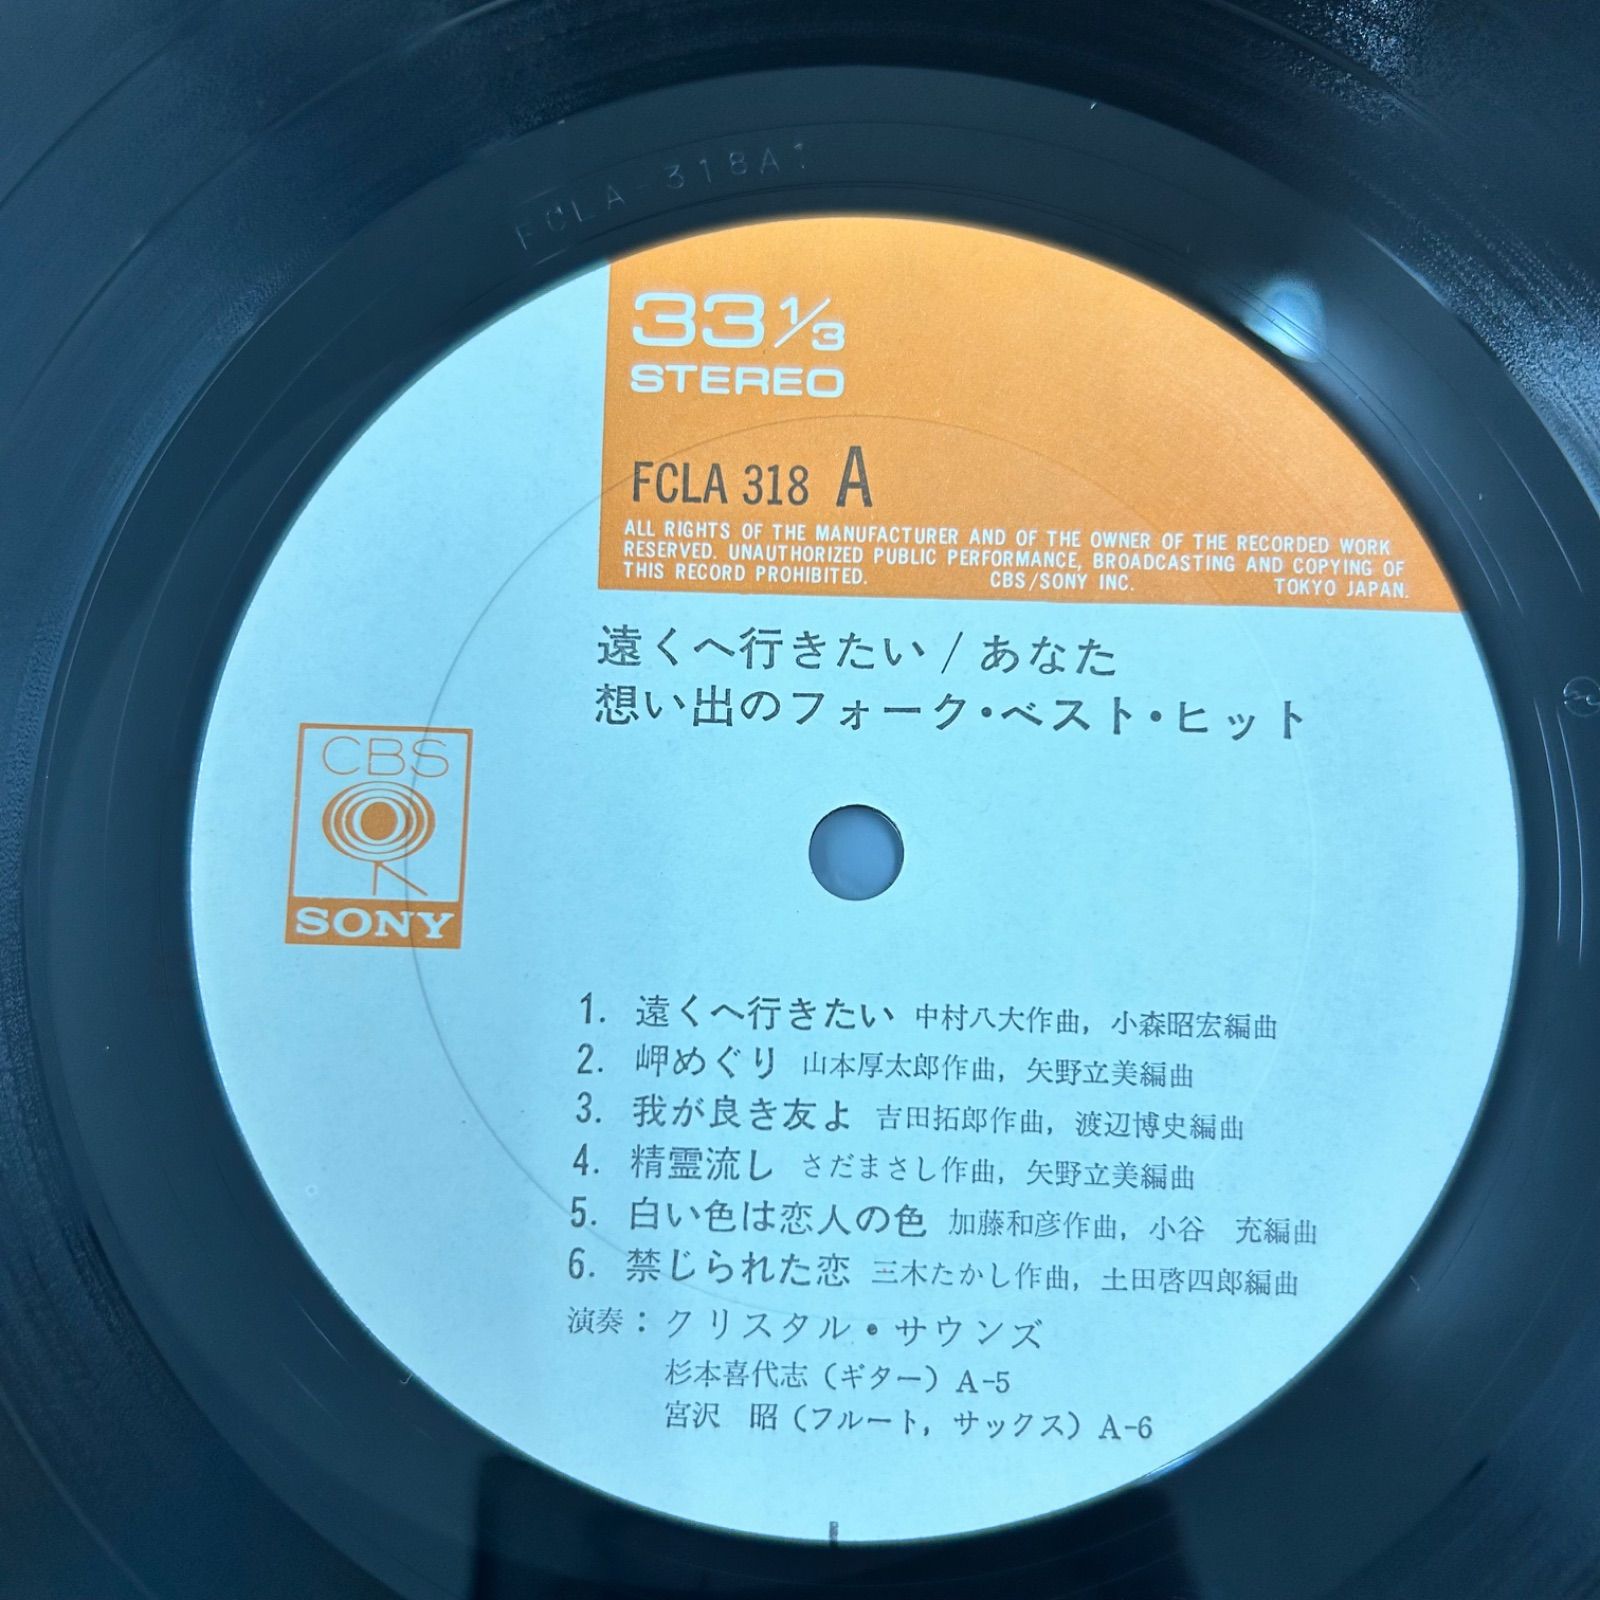 FCLA-318A1
33 1/3
STEREO
FCLA 318 A
ALL RIGHTS OF THE MANUFACTURER AND OF THE OWNER OF THE RECORDED WORK
RESERVED. UNAUTHORIZED PUBLIC PERFORMANCE, BROADCASTING AND COPYING OF
THIS RECORD PROHIBITED. CBS/SONY INC. TOKYO JAPAN.
遠くへ行きたい/あなた
想い出のフォーク・ベスト・ヒット
CBS
SONY
1. 遠くへ行きたい 中村八大作曲, 小森昭宏編曲
2. 岬めぐり 山本厚太郎作曲, 矢野立美編曲
3. 我が良き友よ 吉田拓郎作曲, 渡辺博史編曲
4. 精霊流し さだまさし作曲, 矢野立美編曲
5. 白い色は恋人の色 加藤和彦作曲, 小谷 充編曲
6. 禁じられた恋 三木たかし作曲, 土田啓四郎編曲
演奏：クリスタル・サウンズ
杉本喜代志（ギター）A-5
宮沢 昭（フルート, サックス）A-6